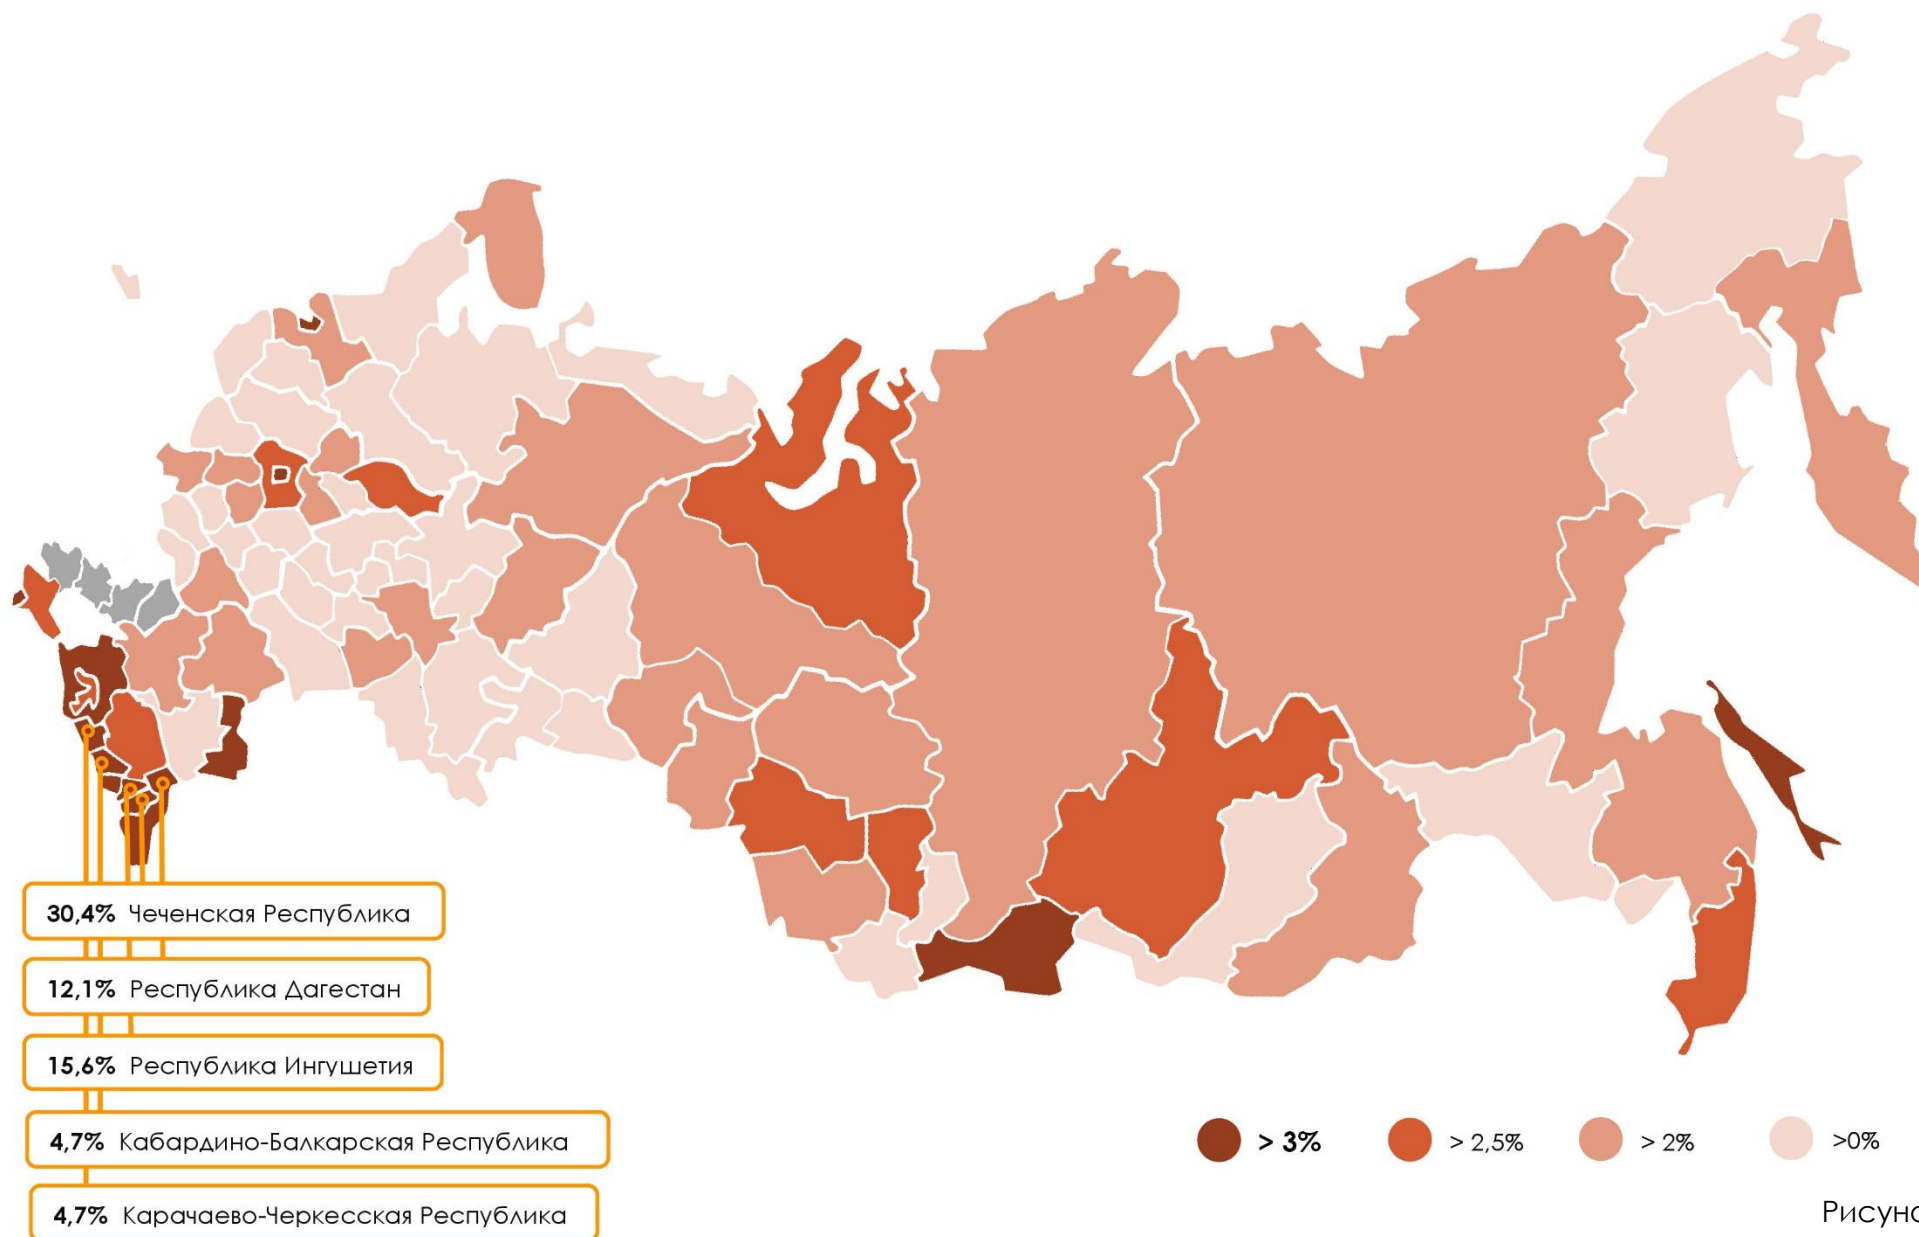 30,4% Чеченская Республика
12,1% Республика Дагестан
15,6% Республика Ингушетия
4,7% Кабардино-Балкарская Республика
4,7% Карачаево-Черкесская Республика
> 3% > 2,5% > 2% >0%
Рисуно